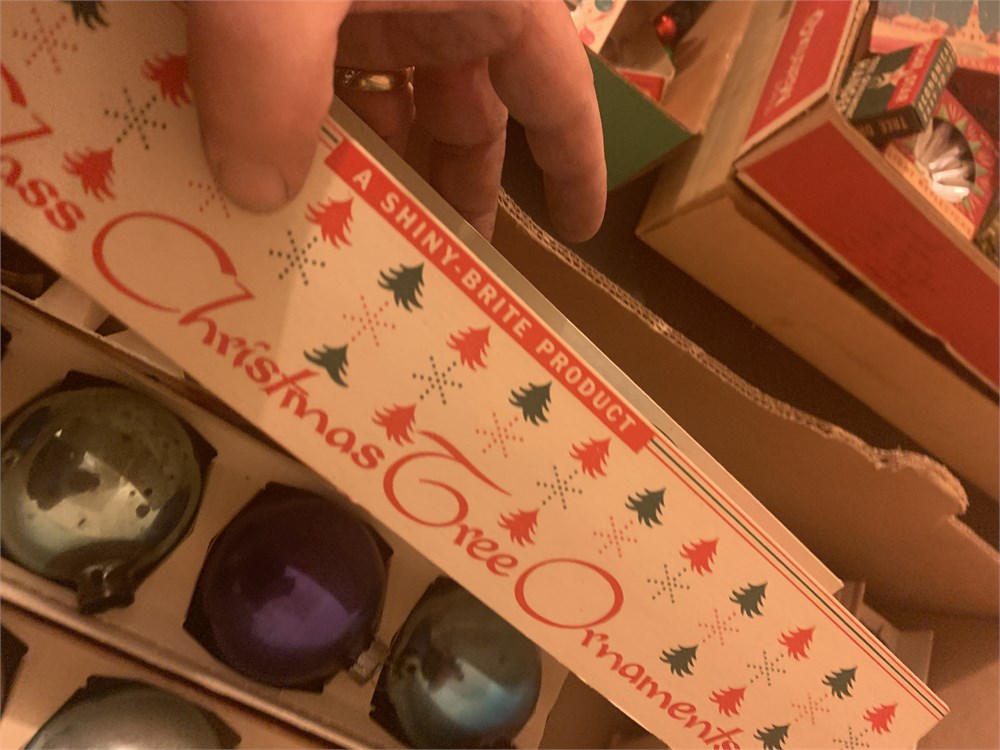 A SHINY-BRITE PRODUCT
Christmas Tree Ornaments